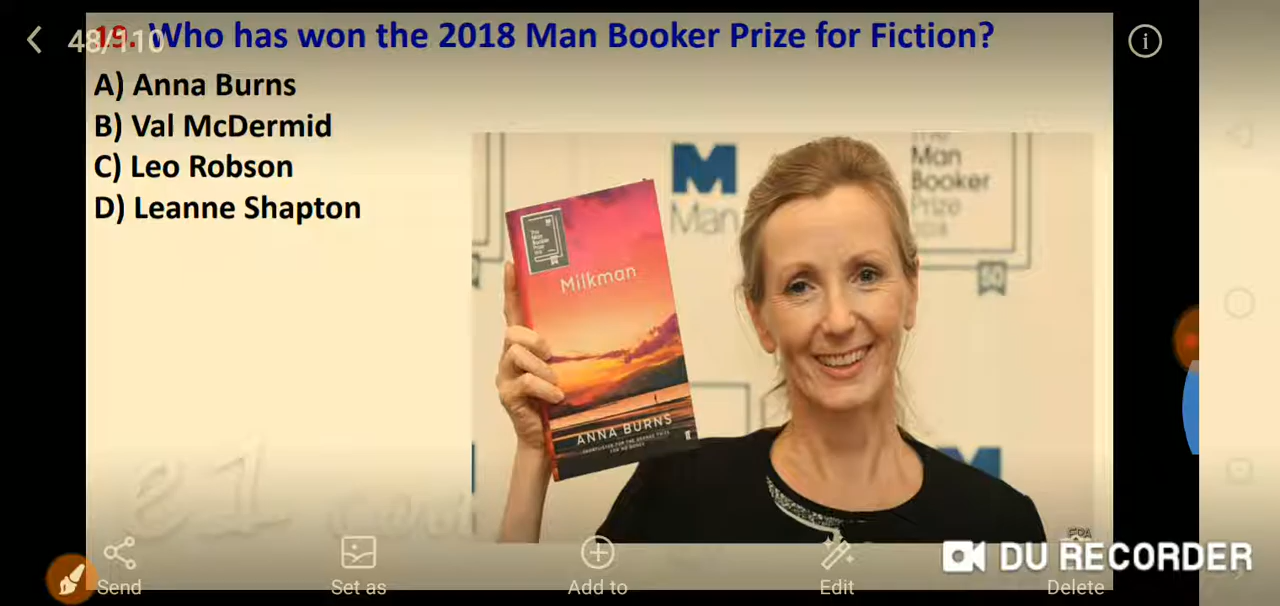 48/110
19. Who has won the 2018 Man Booker Prize for Fiction?
A) Anna Burns
B) Val McDermid
C) Leo Robson
D) Leanne Shapton
M
Man
The
Man
Booker
Prize
2018
50
Milkman
ANNA BURNS
Send
Set as
Add to
Edit
Delete
DU RECORDER